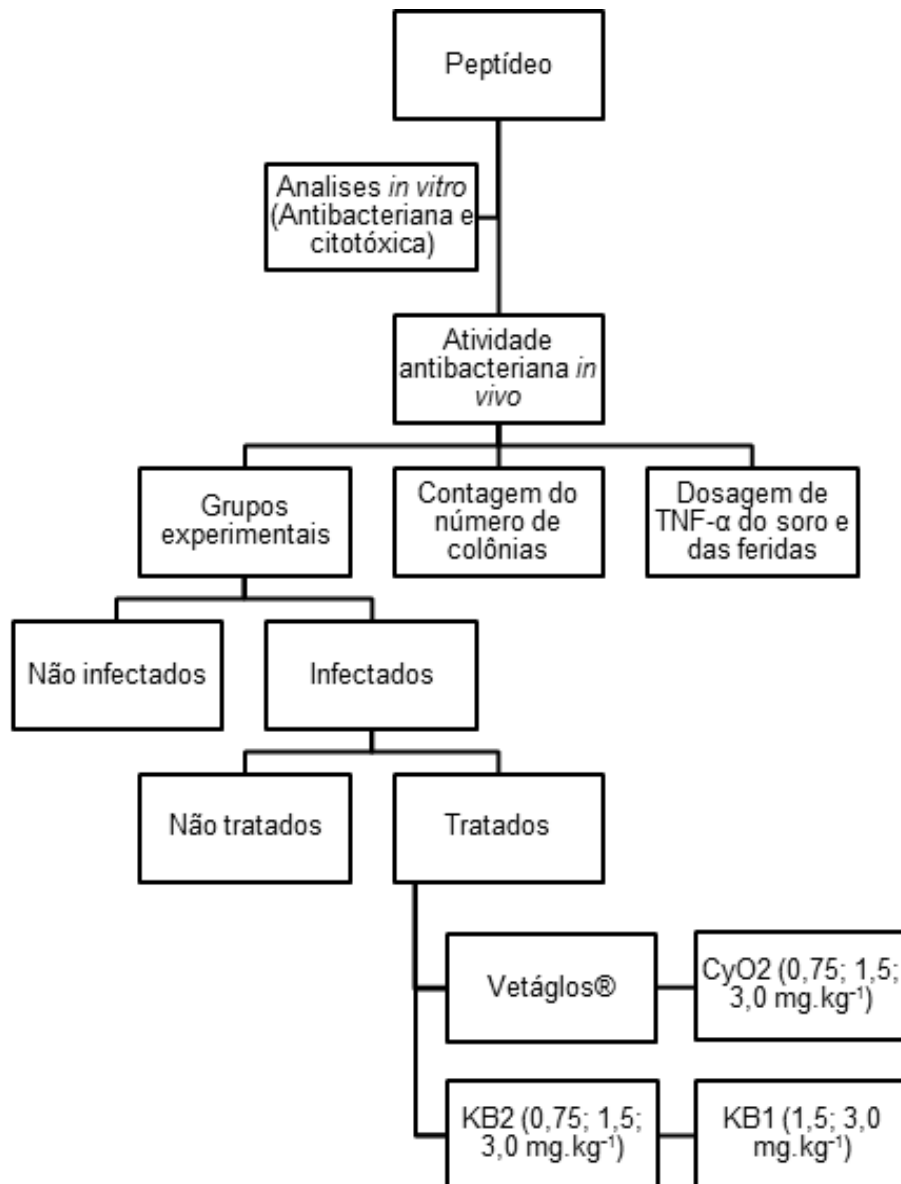 Peptídeo
Analises in vitro
(Antibacteriana e
citotóxica)
Atividade
antibacteriana in
vivo
Grupos
experimentais
Contagem do
número de
colônias
Dosagem de
TNF-α do soro e
das feridas
Não infectados
Infectados
Não tratados
Tratados
Vetáglos®
CyO2 (0,75; 1,5;
3,0 mg.kg⁻¹)
KB2 (0,75; 1,5;
3,0 mg.kg⁻¹)
KB1 (1,5; 3,0
mg.kg⁻¹)